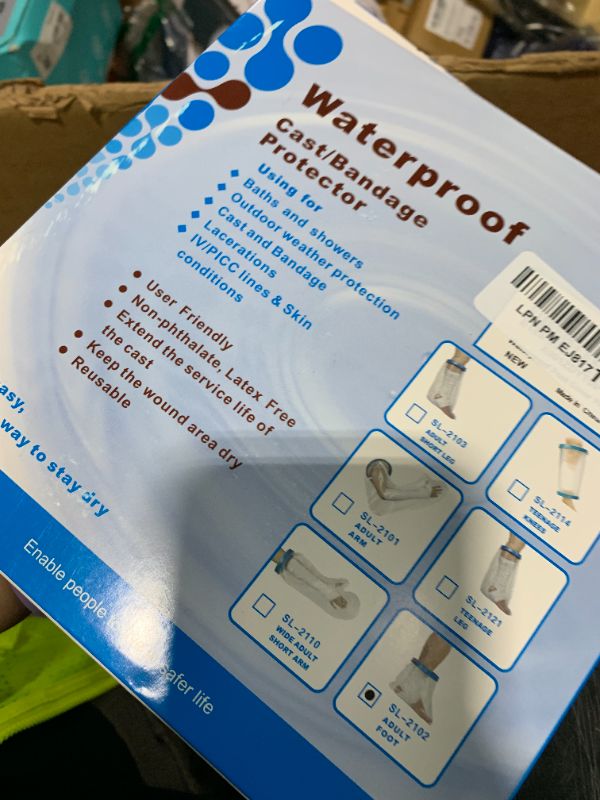 Waterproof
Cast/Bandage
Protector
Using for
Baths and showers
Outdoor weather protection
Cast and Bandage
Lacerations
IV/PICC lines & Skin
conditions
User Friendly
Non-phthalate, Latex Free
Extend the service life of
the cast
Keep the wound area dry
Reusable
asy,
way to stay dry
Enable people
safer life
LPN PM EJ817
NEW
Made in
SL-2103
ADULT
SHORT LEG
SL-2114
TEENAGE
KNEES
SL-2101
ADULT
ARM
SL-2121
TEENAGE
LEG
SL-2110
WIDE ADULT
SHORT ARM
SL-2102
ADULT
FOOT